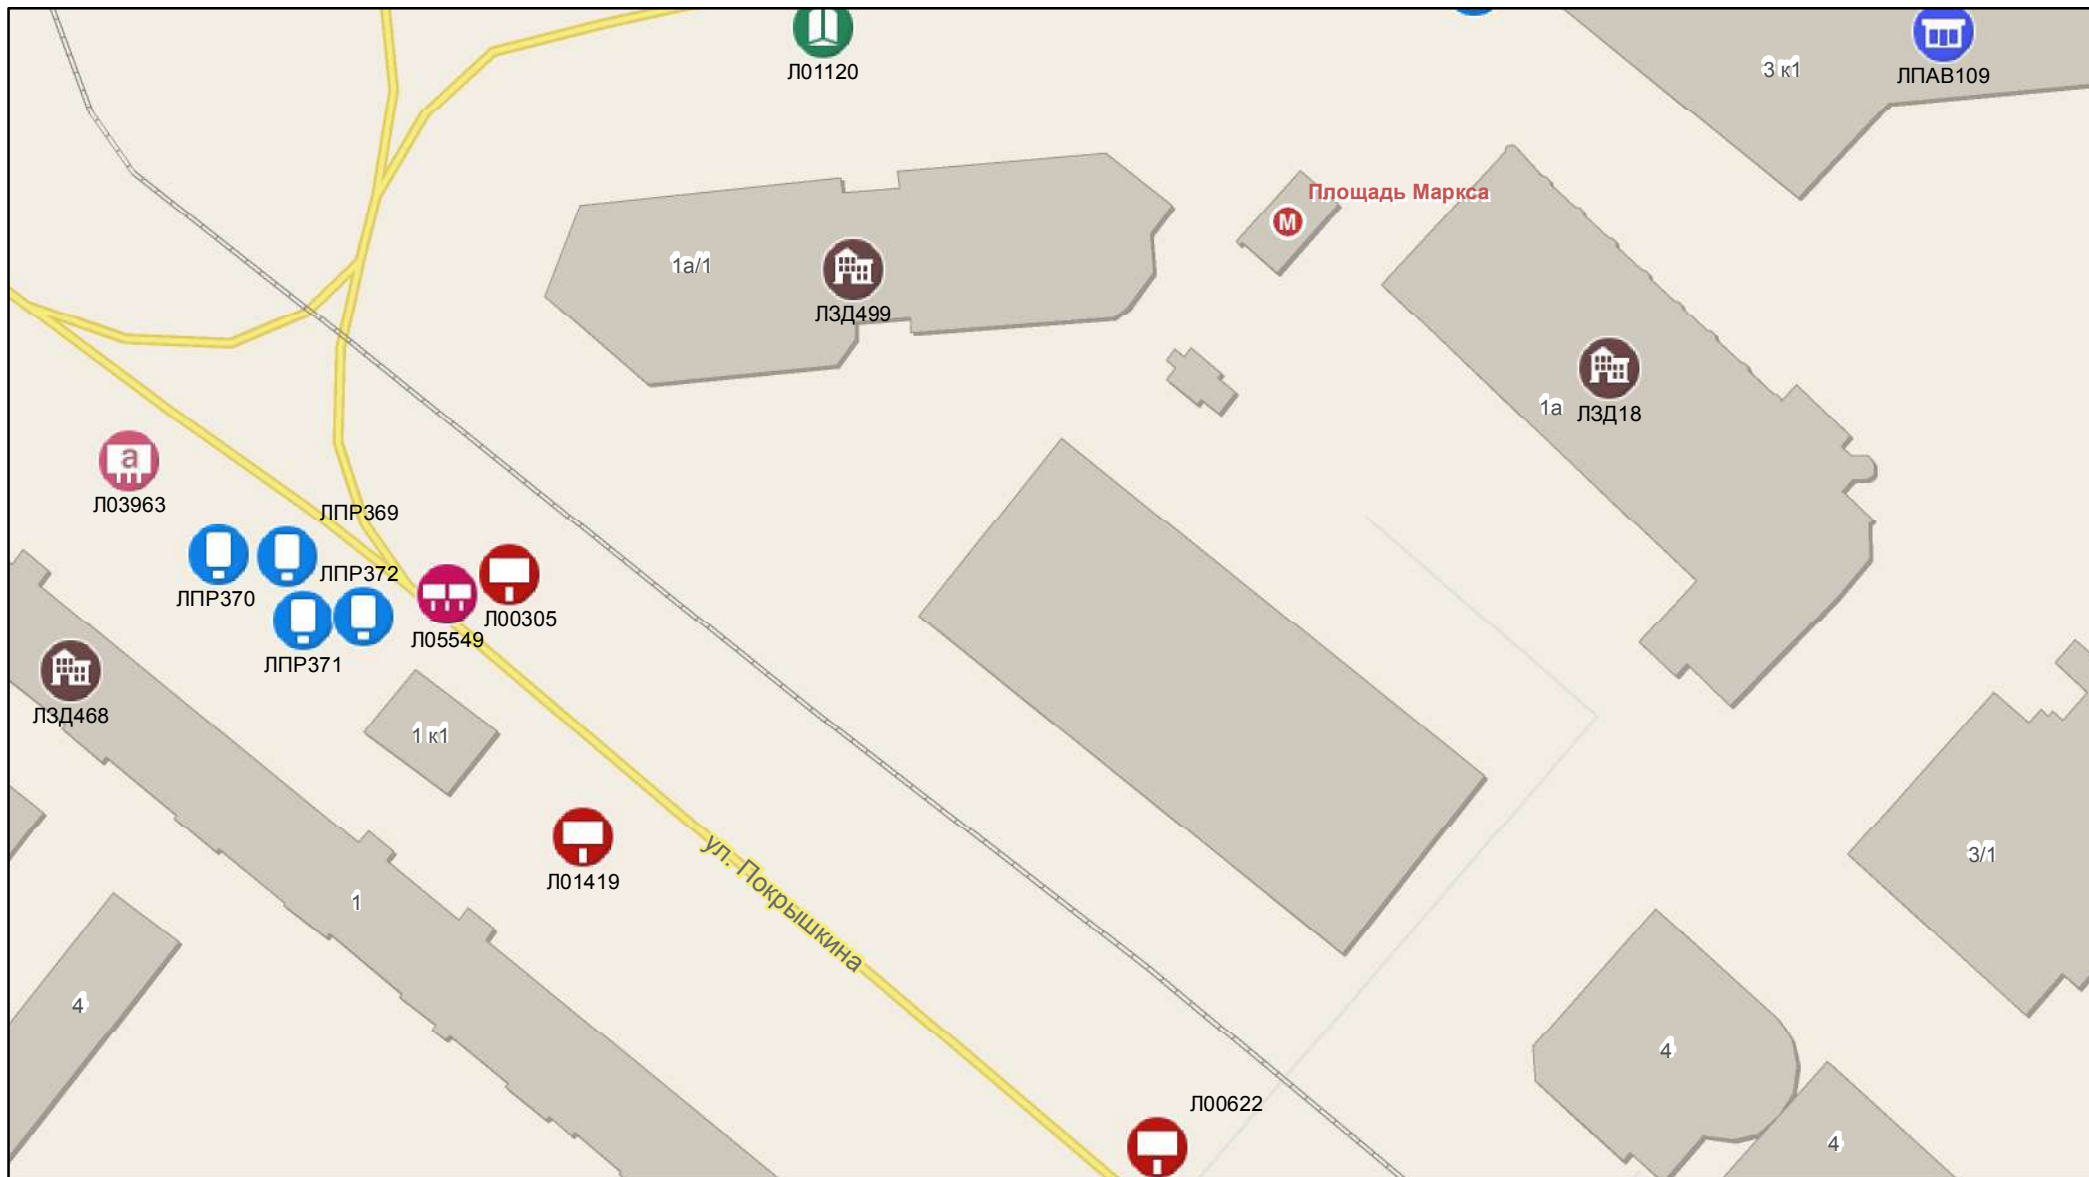 Л01120
3 к1
ЛПАВ109
Площадь Маркса
М
1а/1
ЛЗД499
1а
ЛЗД18
а
Л03963
ЛПР369
ЛПР372
ЛПР370
Л00305
Л05549
ЛПР371
ЛЗД468
1 к1
ул. Покрышкина
3/1
Л01419
1
4
4
Л00622
4